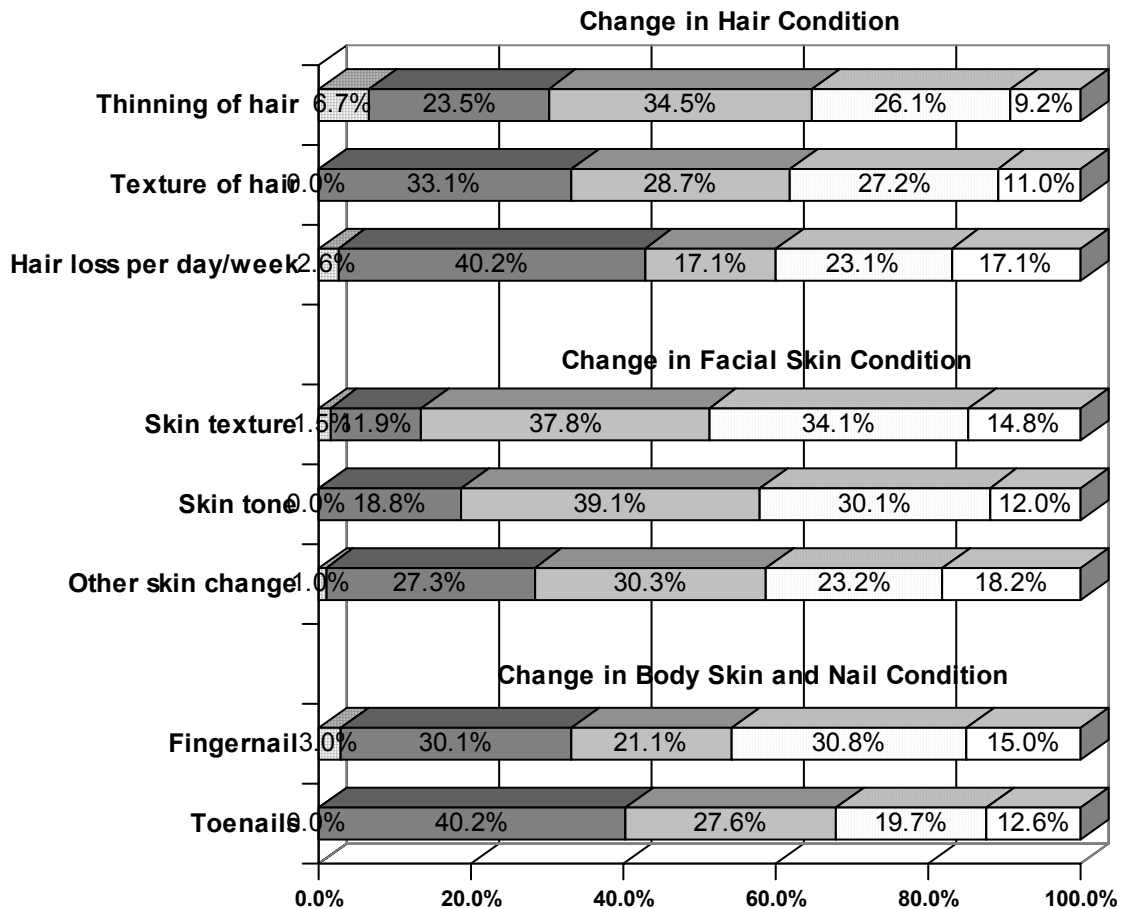 Change in Hair Condition
Thinning of hair 6.7% 23.5% 34.5% 26.1% 9.2%
Texture of hair 0.0% 33.1% 28.7% 27.2% 11.0%
Hair loss per day/week 2.6% 40.2% 17.1% 23.1% 17.1%
Change in Facial Skin Condition
Skin texture 1.5% 11.9% 37.8% 34.1% 14.8%
Skin tone 0.0% 18.8% 39.1% 30.1% 12.0%
Other skin change 1.0% 27.3% 30.3% 23.2% 18.2%
Change in Body Skin and Nail Condition
Fingernail 3.0% 30.1% 21.1% 30.8% 15.0%
Toenails 0.0% 40.2% 27.6% 19.7% 12.6%
0.0% 20.0% 40.0% 60.0% 80.0% 100.0%